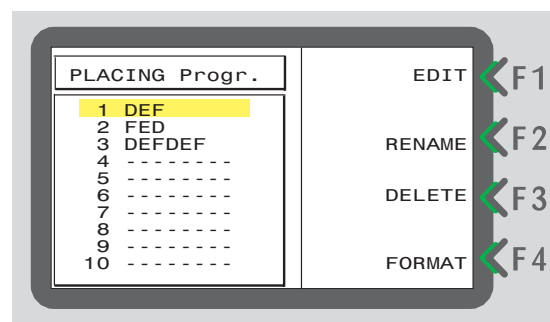 PLACING Progr.
1 DEF
2 FED
3 DEFDEF
4 --------
5 --------
6 --------
7 --------
8 --------
9 --------
10 --------
EDIT F1
RENAME F2
DELETE F3
FORMAT F4